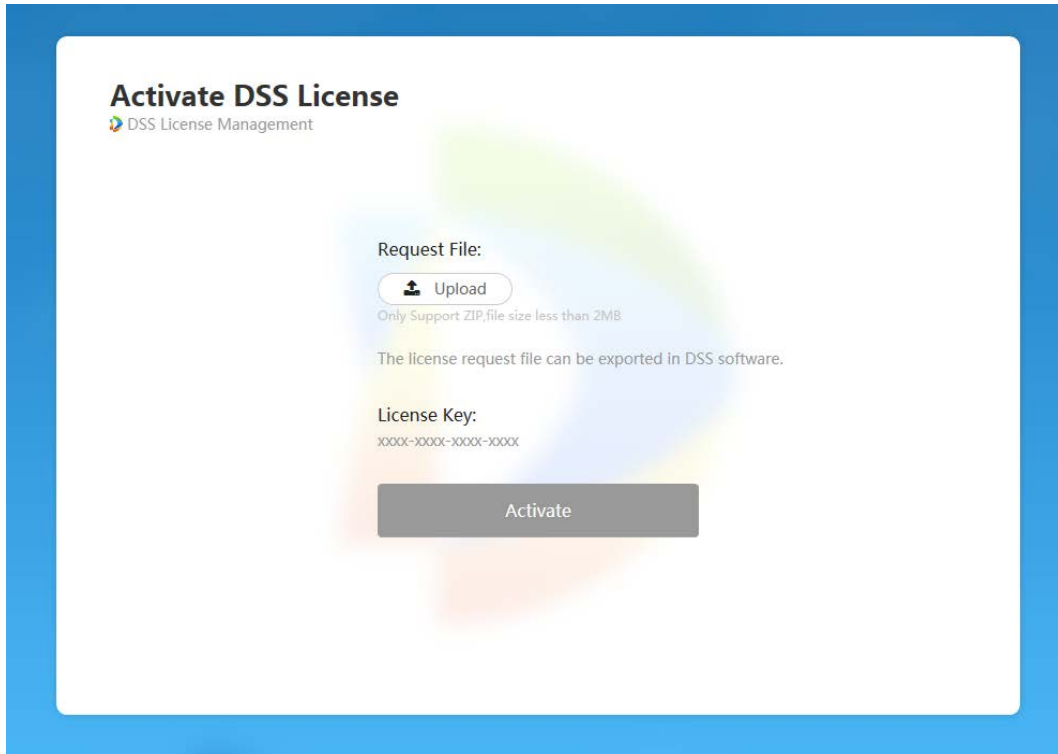 Activate DSS License
DSS License Management
Request File:
Upload
Only Support ZIP,file size less than 2MB
The license request file can be exported in DSS software.
License Key:
xxxx-xxxx-xxxx-xxxx
Activate